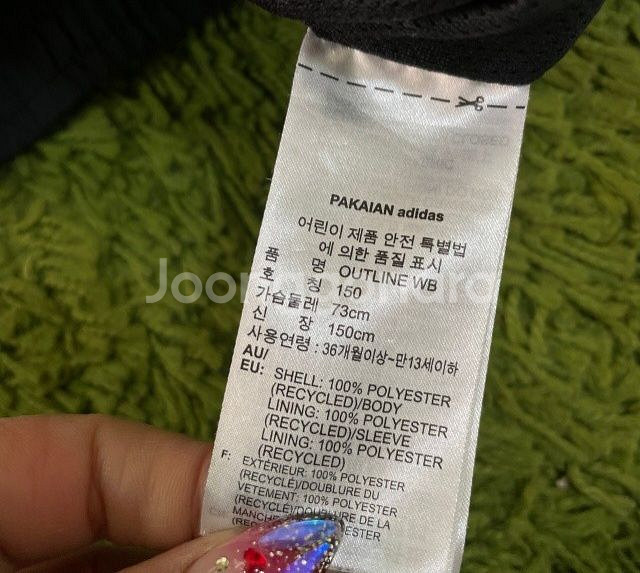 PAKAIAN adidas
어린이 제품 안전 특별법
에 의한 품질 표시
품 명 OUTLINE WB
호 칭 150
가슴둘레 73cm
신 장 150cm
사용연령 : 36개월이상~만13세이하
AU/
EU: SHELL: 100% POLYESTER
(RECYCLED)/BODY
LINING: 100% POLYESTER
(RECYCLED)/SLEEVE
LINING: 100% POLYESTER
(RECYCLED)
F: EXTÉRIEUR: 100% POLYESTER
(RECYCLÉ)/DOUBLURE DU
VÊTEMENT: 100% POLYESTER
(RECYCLÉ)/DOUBLURE DE LA
MANCHE